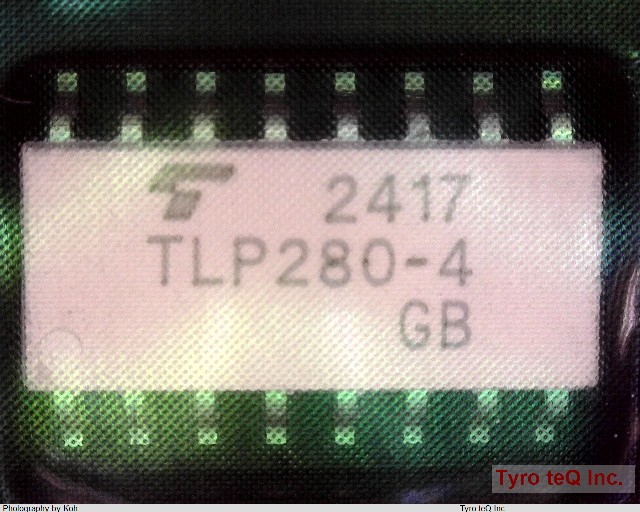 2417
TLP280-4
GB
Tyro teQ Inc.
Photography by Koh
Tyro teQ Inc